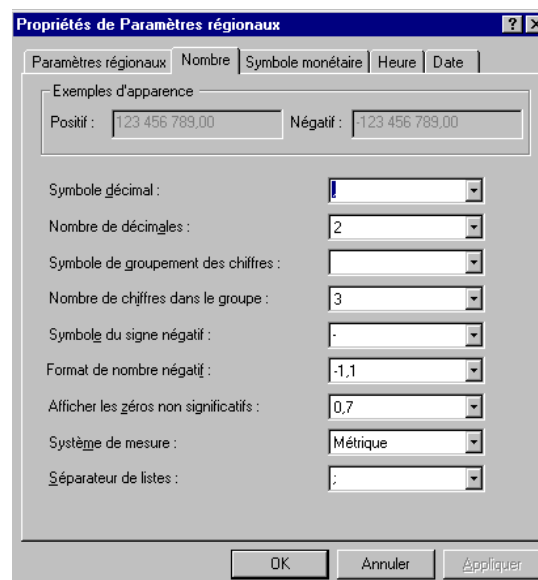 Propriétés de Paramètres régionaux
Paramètres régionaux Nombre Symbole monétaire Heure Date
Exemples d'apparence
Positif : 123 456 789,00 Négatif : -123 456 789,00
Symbole décimal : ,
Nombre de décimales : 2
Symbole de groupement des chiffres :
Nombre de chiffres dans le groupe : 3
Symbole du signe négatif : -
Format de nombre négatif : -1,1
Afficher les zéros non significatifs : 0,7
Système de mesure : Métrique
Séparateur de listes : ;
OK Annuler Appliquer